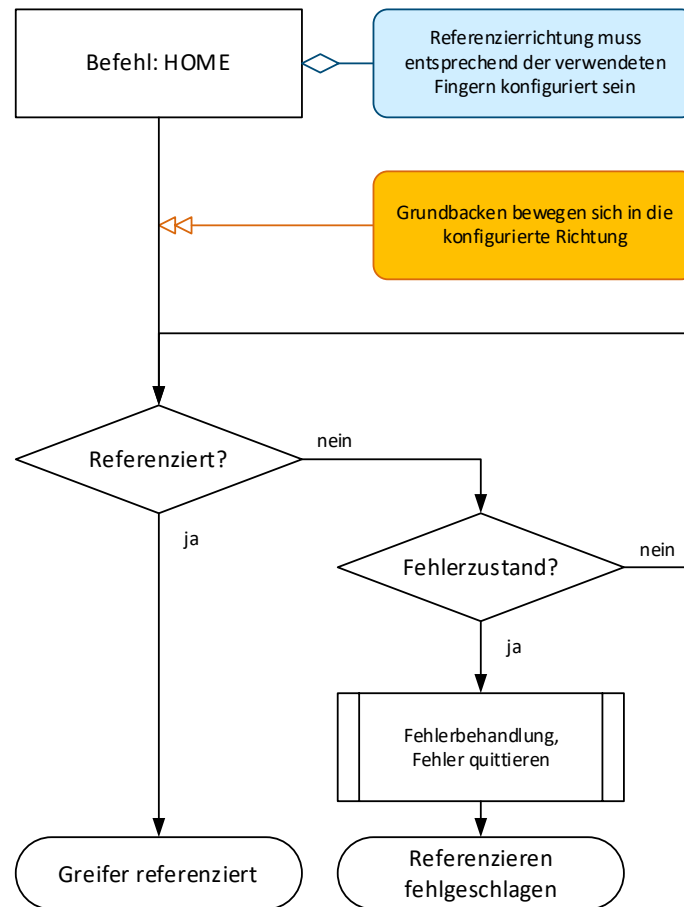 Befehl: HOME
Referenzierrichtung muss
entsprechend der verwendeten
Fingern konfiguriert sein
Grundbacken bewegen sich in die
konfigurierte Richtung
Referenziert?
nein
ja
Fehlerzustand?
nein
ja
Fehlerbehandlung,
Fehler quittieren
Greifer referenziert
Referenzieren
fehlgeschlagen